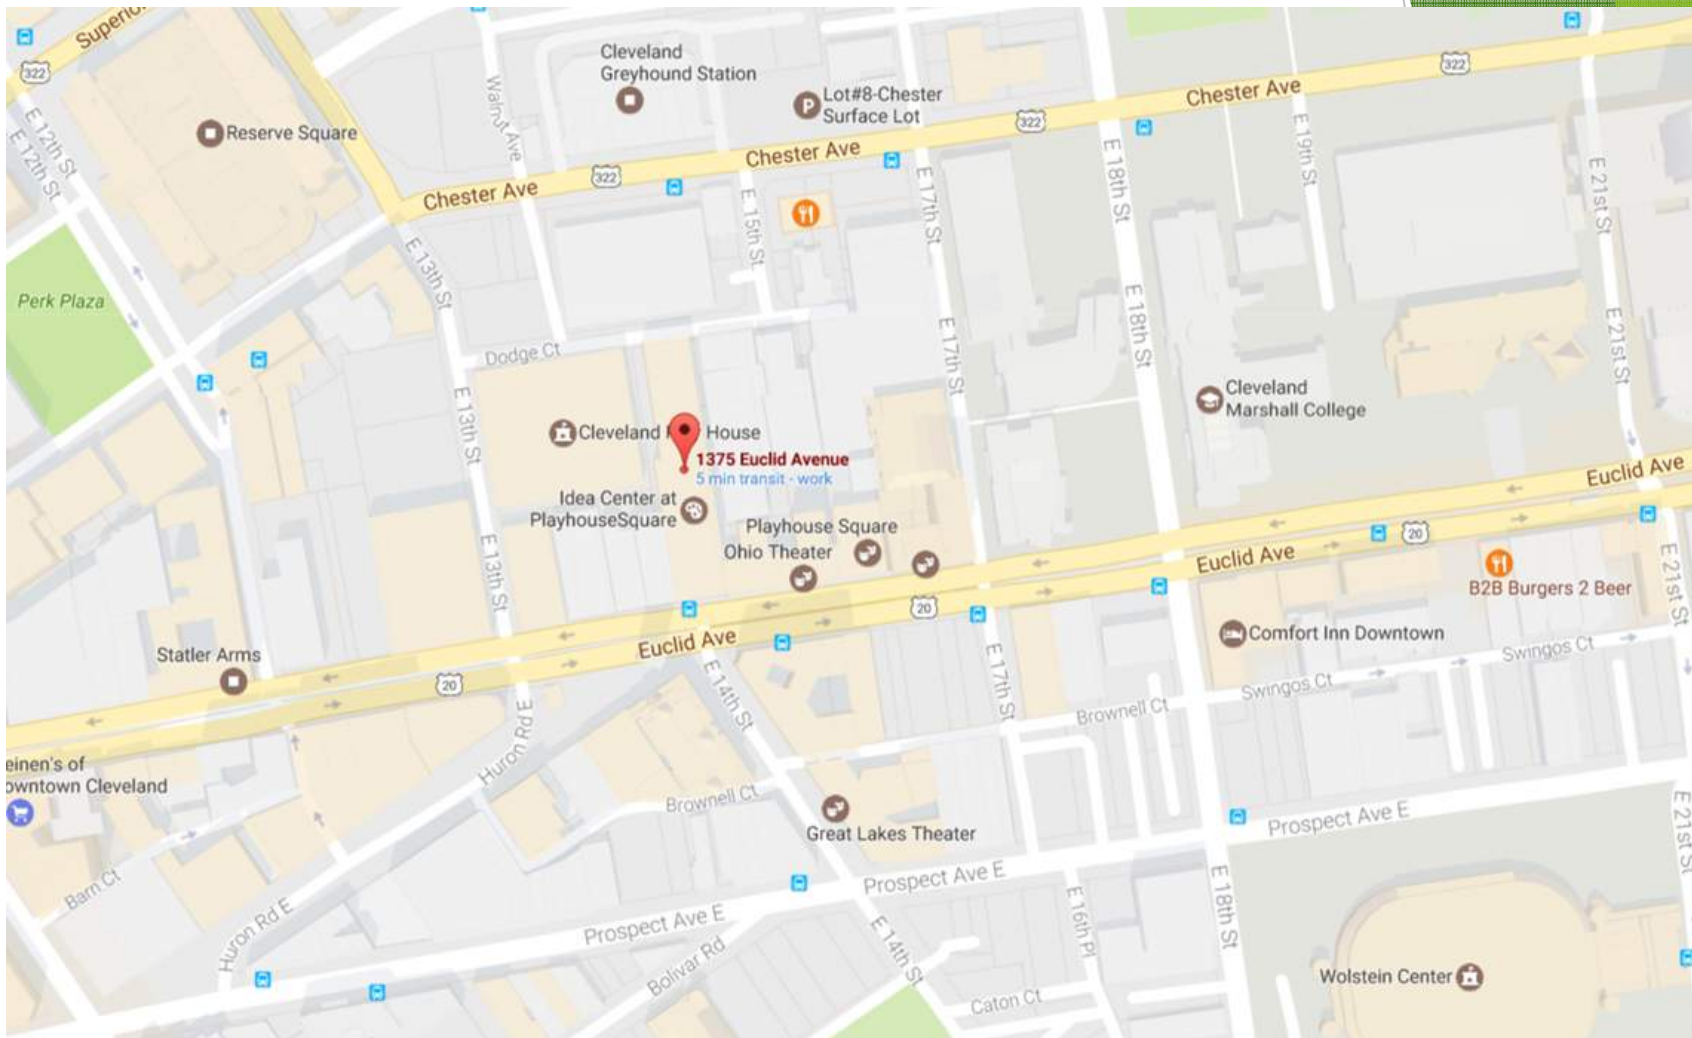 Superio
322
E 12th St
E 12th St
Reserve Square
Walnut Ave
Cleveland
Greyhound Station
Lot#8-Chester
Surface Lot
322
Chester Ave
322
Chester Ave
322
Chester Ave
E 13th St
E 15th St
E 17th St
E 18th St
E 19th St
E 21st St
Perk Plaza
E 18th St
E 21st St
Dodge Ct
E 17th St
E 13th St
Cleveland
House
1375 Euclid Avenue
5 min transit - work
Idea Center at
PlayhouseSquare
Playhouse Square
Ohio Theater
Cleveland
Marshall College
Euclid Ave
20
Euclid Ave
B2B Burgers 2 Beer
E 21st St
E 13th St
20
Euclid Ave
Statler Arms
20
E 14th St
E 17th St
Comfort Inn Downtown
Swingos Ct
Swingos Ct
Brownell Ct
Huron Rd E
einen's of
owntown Cleveland
Brownell Ct
Great Lakes Theater
Prospect Ave E
E 21st St
Barn Ct
Huron Rd E
Prospect Ave E
Prospect Ave E
Bolivar Rd
E 14th St
E 16th Pl
E 18th St
Caton Ct
Wolstein Center